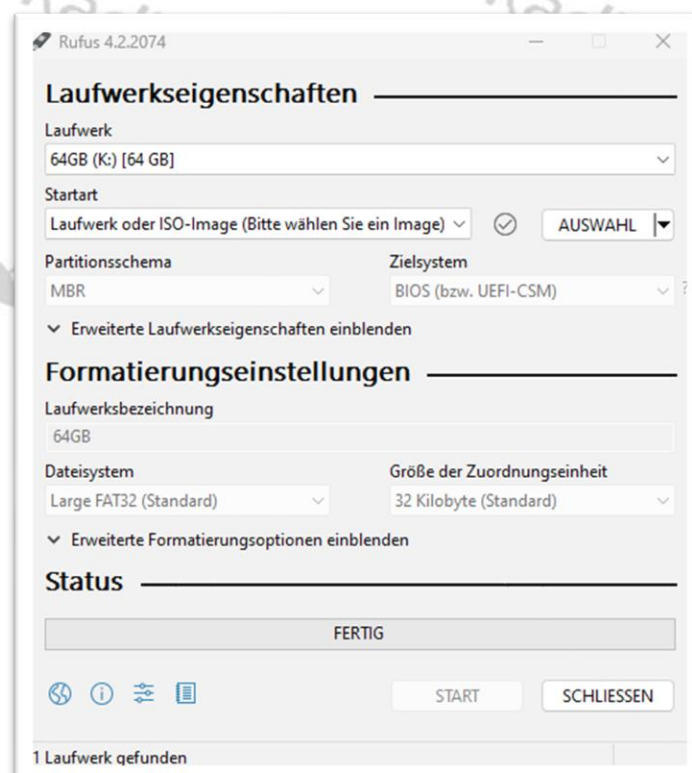 Rufus 4.2.2074
Laufwerkseigenschaften
Laufwerk
64GB (K:) [64 GB]
Startart
Laufwerk oder ISO-Image (Bitte wählen Sie ein Image)
AUSWAHL
Partitionsschema
Zielsystem
MBR
BIOS (bzw. UEFI-CSM)
?
Erweiterte Laufwerkseigenschaften einblenden
Formatierungseinstellungen
Laufwerksbezeichnung
64GB
Dateisystem
Größe der Zuordnungseinheit
Large FAT32 (Standard)
32 Kilobyte (Standard)
Erweiterte Formatierungsoptionen einblenden
Status
FERTIG
START
SCHLIESSEN
1 Laufwerk gefunden